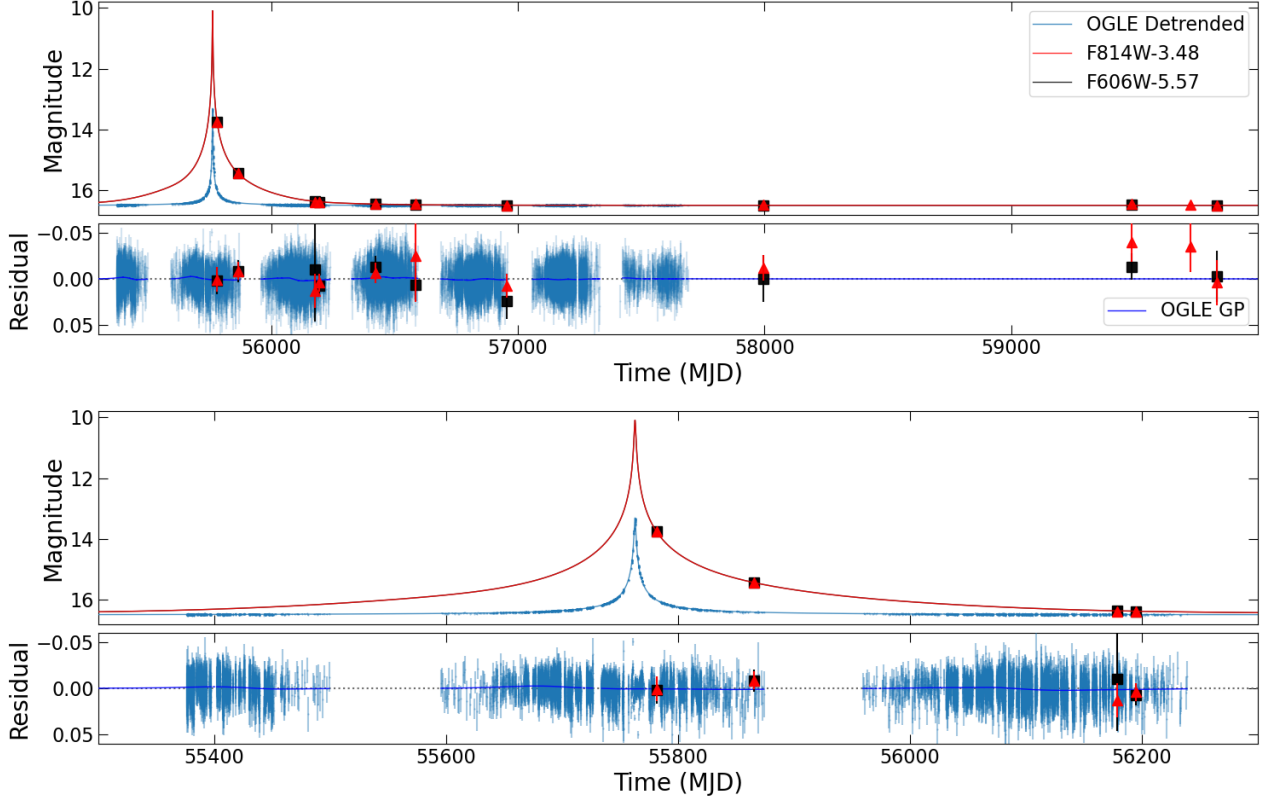 10
12
14
16
Magnitude
OGLE Detrended
F814W-3.48
F606W-5.57
−0.05
0.00
0.05
Residual
OGLE GP
56000 57000 58000 59000
Time (MJD)
10
12
14
16
Magnitude
−0.05
0.00
0.05
Residual
55400 55600 55800 56000 56200
Time (MJD)